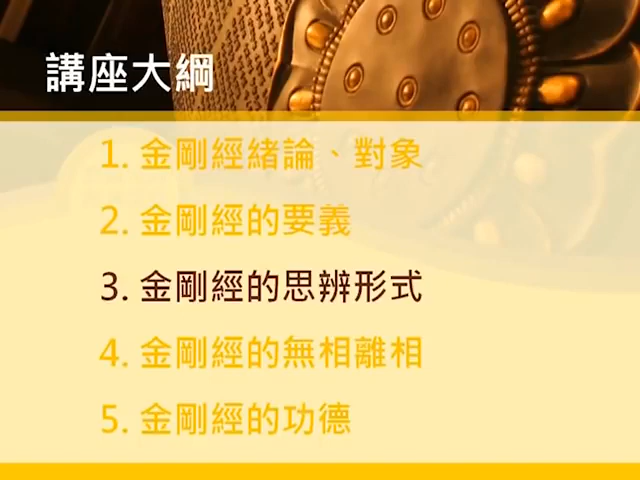 講座大綱
1. 金剛經緒論、對象
2. 金剛經的要義
3. 金剛經的思辨形式
4. 金剛經的無相離相
5. 金剛經的功德